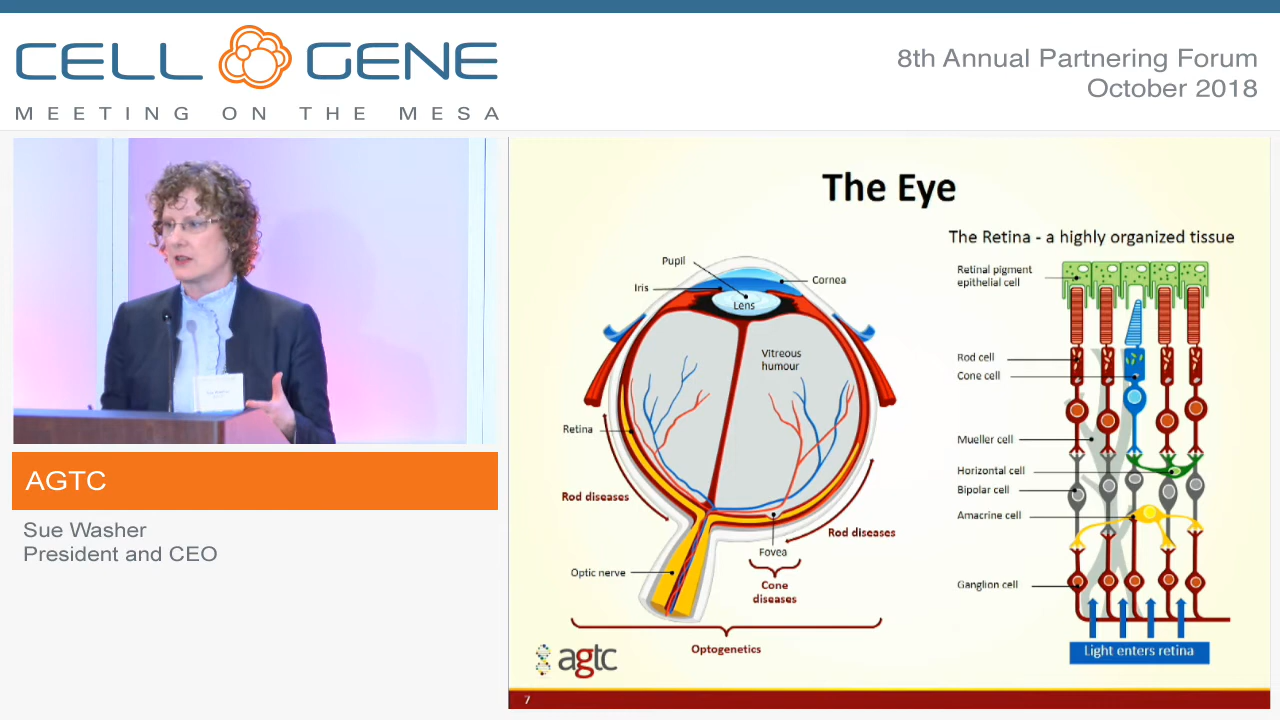 CELL GENE
MEETING ON THE MESA
8th Annual Partnering Forum
October 2018
AGTC
Sue Washer
President and CEO
The Eye
Pupil
Iris
Lens
Cornea
Vitreous
humour
Retina
Rod diseases
Rod diseases
Fovea
Optic nerve
Cone
diseases
Optogenetics
The Retina - a highly organized tissue
Retinal pigment
epithelial cell
Rod cell
Cone cell
Mueller cell
Horizontal cell
Bipolar cell
Amacrine cell
Ganglion cell
Light enters retina
agtc
7